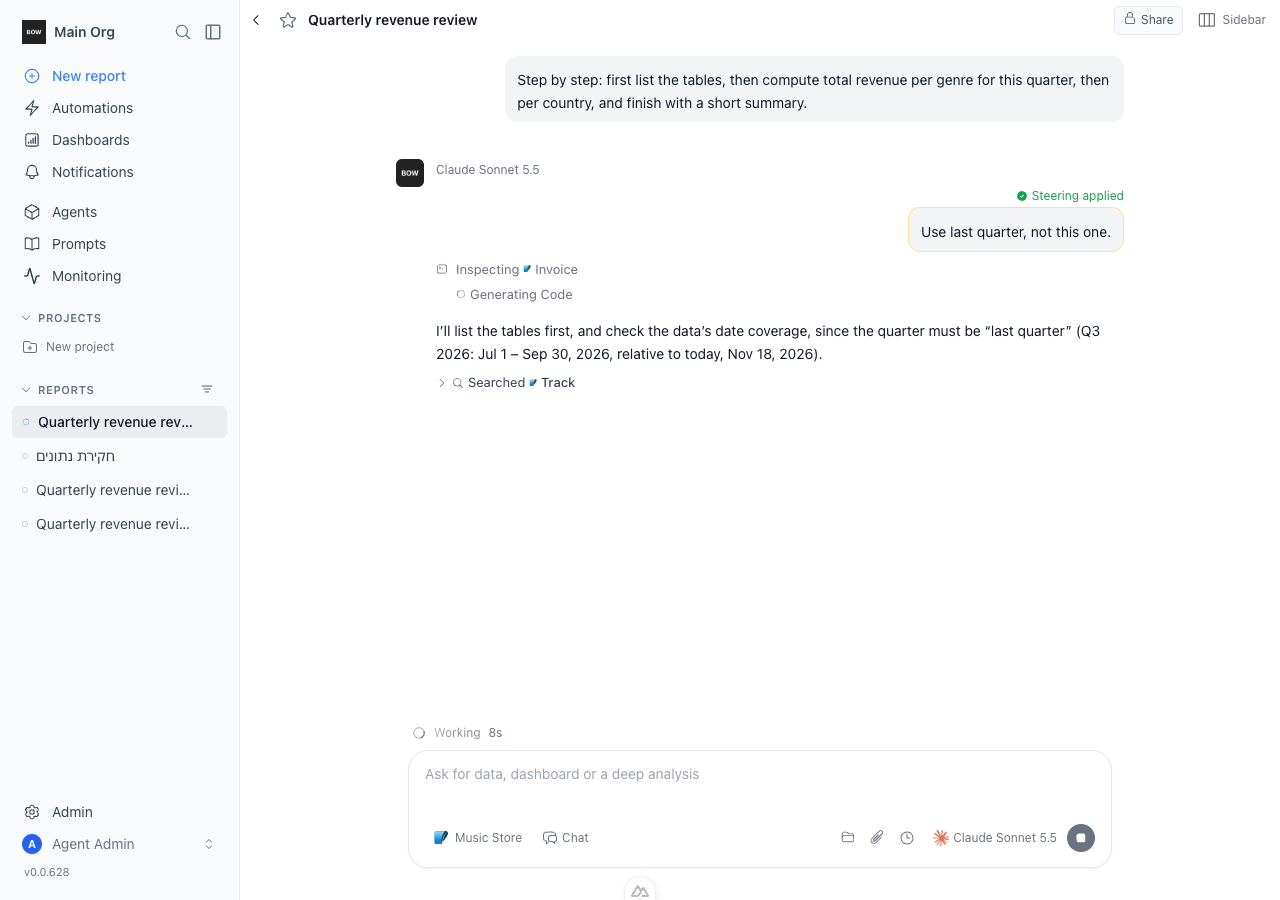 BOW
Main Org
New report
Automations
Dashboards
Notifications
Agents
Prompts
Monitoring
PROJECTS
New project
REPORTS
Quarterly revenue rev...
חקירת נתונים
Quarterly revenue revi...
Quarterly revenue revi...
Admin
A
Agent Admin
v0.0.628
Quarterly revenue review
Share
Sidebar
Step by step: first list the tables, then compute total revenue per genre for this quarter, then
per country, and finish with a short summary.
BOW
Claude Sonnet 5.5
Steering applied
Use last quarter, not this one.
Inspecting Invoice
Generating Code
I’ll list the tables first, and check the data’s date coverage, since the quarter must be “last quarter” (Q3
2026: Jul 1 – Sep 30, 2026, relative to today, Nov 18, 2026).
Searched Track
Working 8s
Ask for data, dashboard or a deep analysis
Music Store
Chat
Claude Sonnet 5.5